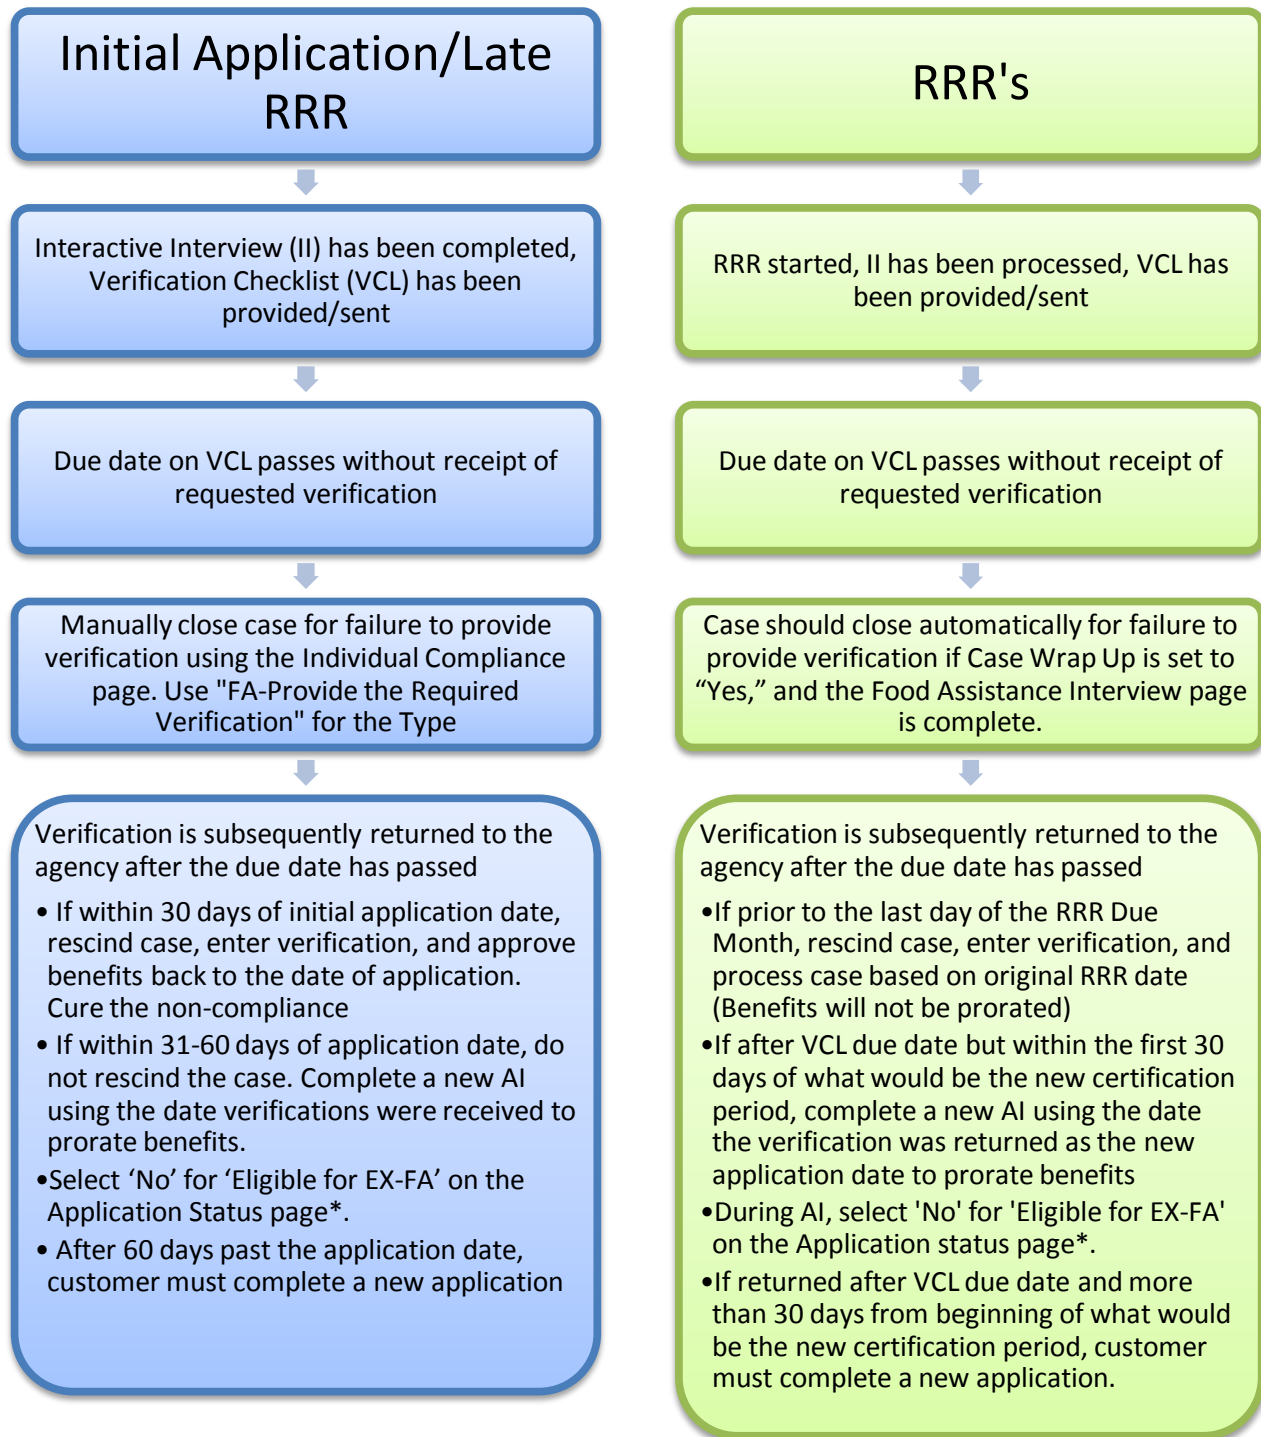 Initial Application/Late
RRR
Interactive Interview (II) has been completed,
Verification Checklist (VCL) has been
provided/sent
Due date on VCL passes without receipt of
requested verification
Manually close case for failure to provide
verification using the Individual Compliance
page. Use "FA-Provide the Required
Verification" for the Type
Verification is subsequently returned to the
agency after the due date has passed
• If within 30 days of initial application date,
rescind case, enter verification, and approve
benefits back to the date of application.
Cure the non-compliance
• If within 31-60 days of application date, do
not rescind the case. Complete a new AI
using the date verifications were received to
prorate benefits.
•Select ‘No’ for ‘Eligible for EX-FA’ on the
Application Status page*.
• After 60 days past the application date,
customer must complete a new application
RRR's
RRR started, II has been processed, VCL has
been provided/sent
Due date on VCL passes without receipt of
requested verification
Case should close automatically for failure to
provide verification if Case Wrap Up is set to
“Yes,” and the Food Assistance Interview page
is complete.
Verification is subsequently returned to the
agency after the due date has passed
•If prior to the last day of the RRR Due
Month, rescind case, enter verification, and
process case based on original RRR date
(Benefits will not be prorated)
•If after VCL due date but within the first 30
days of what would be the new certification
period, complete a new AI using the date
the verification was returned as the new
application date to prorate benefits
•During AI, select 'No' for 'Eligible for EX-FA'
on the Application status page*.
•If returned after VCL due date and more
than 30 days from beginning of what would
be the new certification period, customer
must complete a new application.